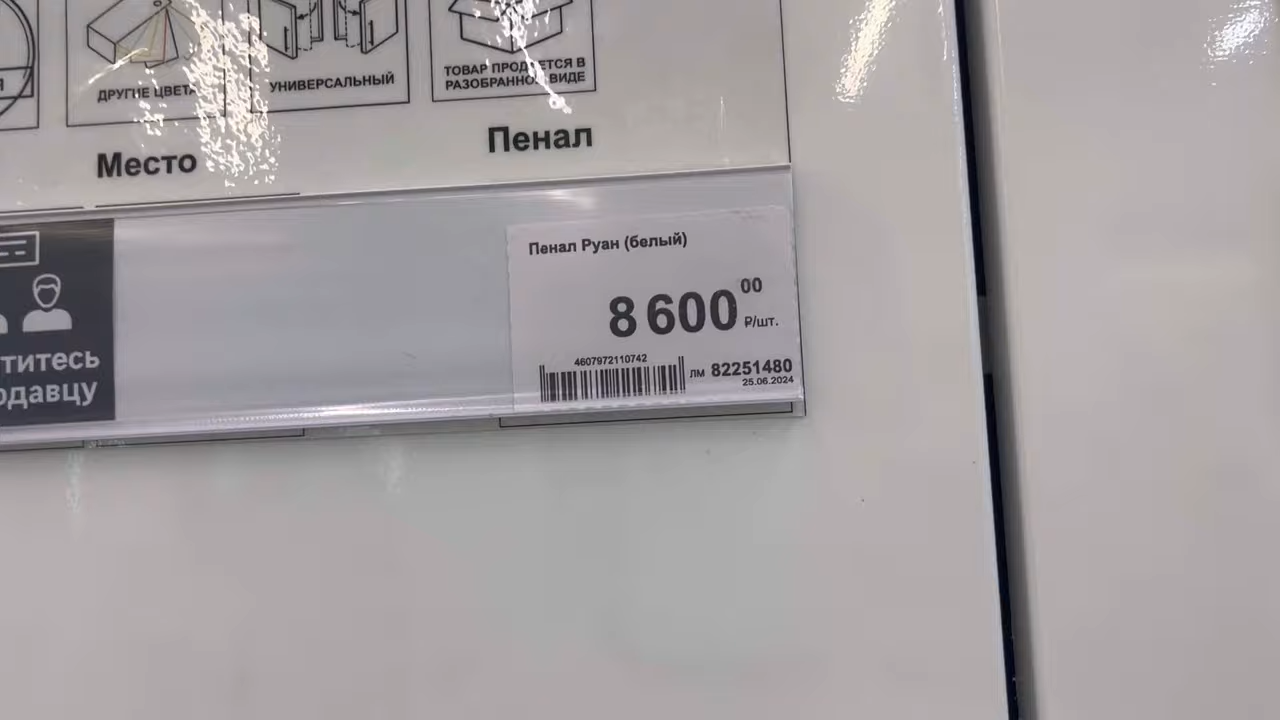 ДРУГИЕ ЦВЕТА
УНИВЕРСАЛЬНЫЙ
ТОВАР ПРОДАЕТСЯ В
РАЗОБРАННОМ ВИДЕ
Место
Пенал
Пенал Руан (белый)
8 600 00
₽/шт.
4607972110742
лм 82251480
25.06.2024
титесь
одавцу